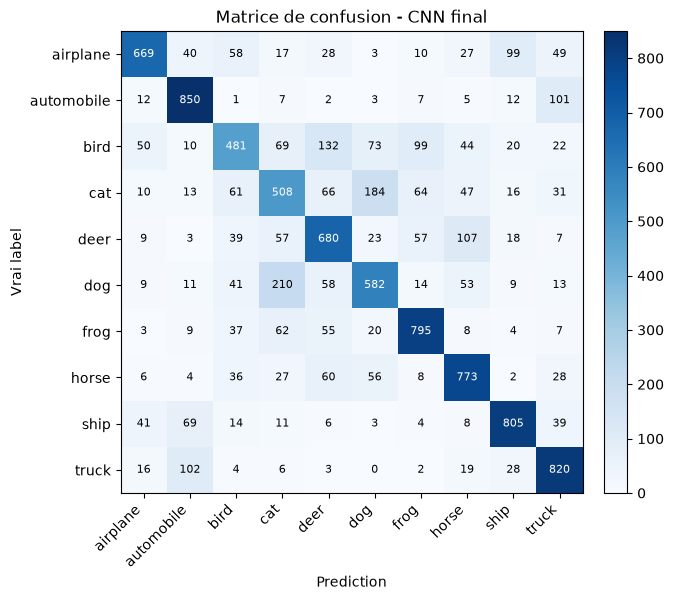 Matrice de confusion - CNN final
airplane 669 40 58 17 28 3 10 27 99 49
automobile 12 850 1 7 2 3 7 5 12 101
bird 50 10 481 69 132 73 99 44 20 22
cat 10 13 61 508 66 184 64 47 16 31
deer 9 3 39 57 680 23 57 107 18 7
dog 9 11 41 210 58 582 14 53 9 13
frog 3 9 37 62 55 20 795 8 4 7
horse 6 4 36 27 60 56 8 773 2 28
ship 41 69 14 11 6 3 4 8 805 39
truck 16 102 4 6 3 0 2 19 28 820
airplane automobile bird cat deer dog frog horse ship truck
Prediction
Vrai label
800
700
600
500
400
300
200
100
0